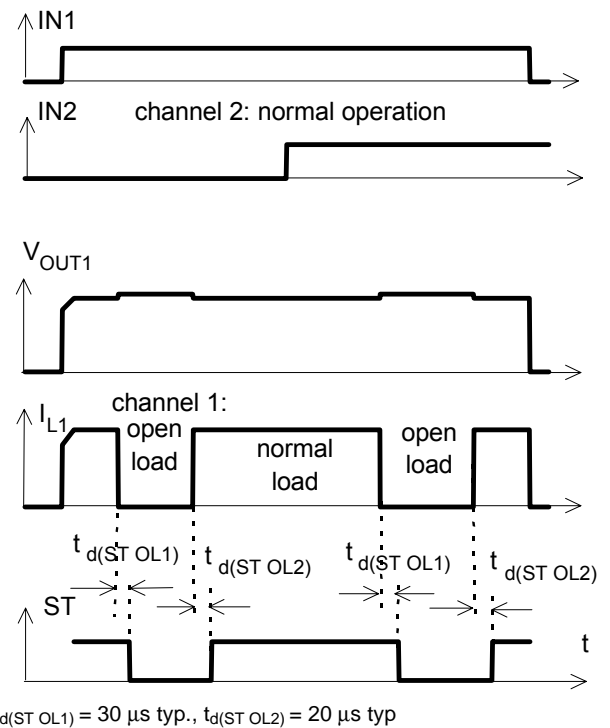 IN1
IN2 channel 2: normal operation
VOUT1
IL1
channel 1:
open load
normal load
open load
td(ST OL1)
td(ST OL2)
td(ST OL1)
td(ST OL2)
ST
t
d(ST OL1) = 30 μs typ., td(ST OL2) = 20 μs typ